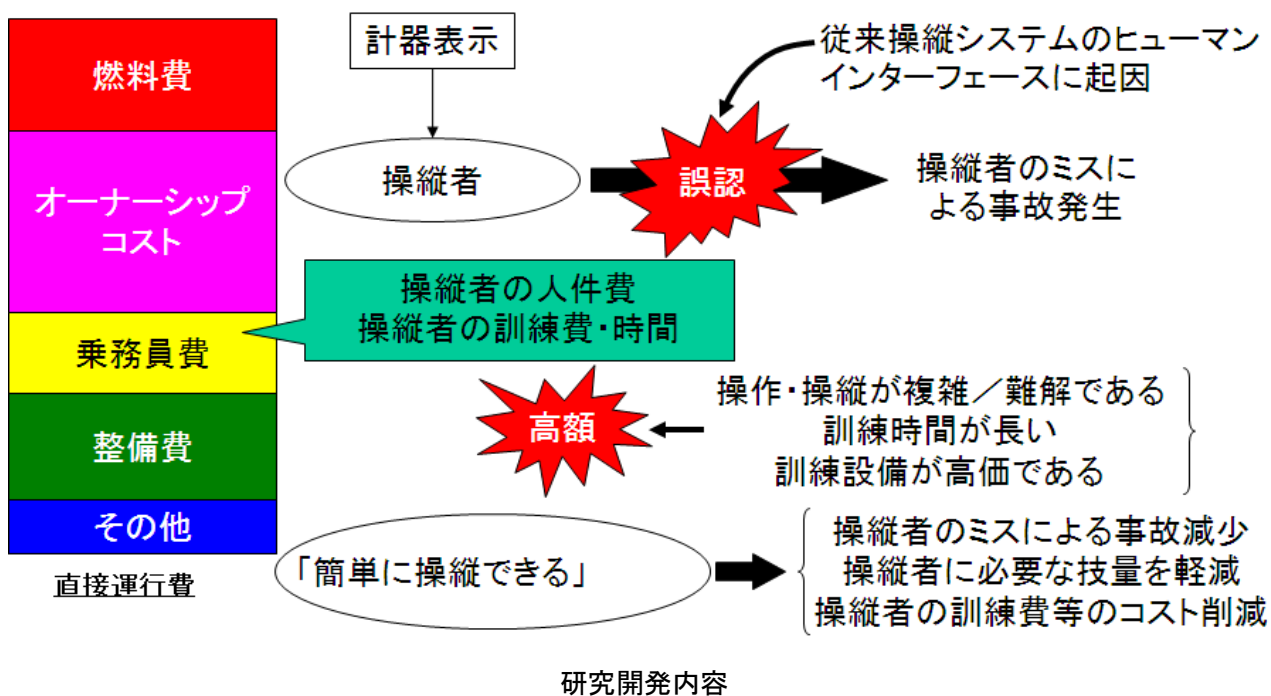 燃料費
オーナーシップ
コスト
乗務員費
整備費
その他
直接運行費
計器表示
操縦者
誤認
従来操縦システムのヒューマン
インターフェースに起因
操縦者のミスに
よる事故発生
操縦者の人件費
操縦者の訓練費・時間
高額
操作・操縦が複雑／難解である
訓練時間が長い
訓練設備が高価である
「簡単に操縦できる」
操縦者のミスによる事故減少
操縦者に必要な技量を軽減
操縦者の訓練費等のコスト削減
研究開発内容